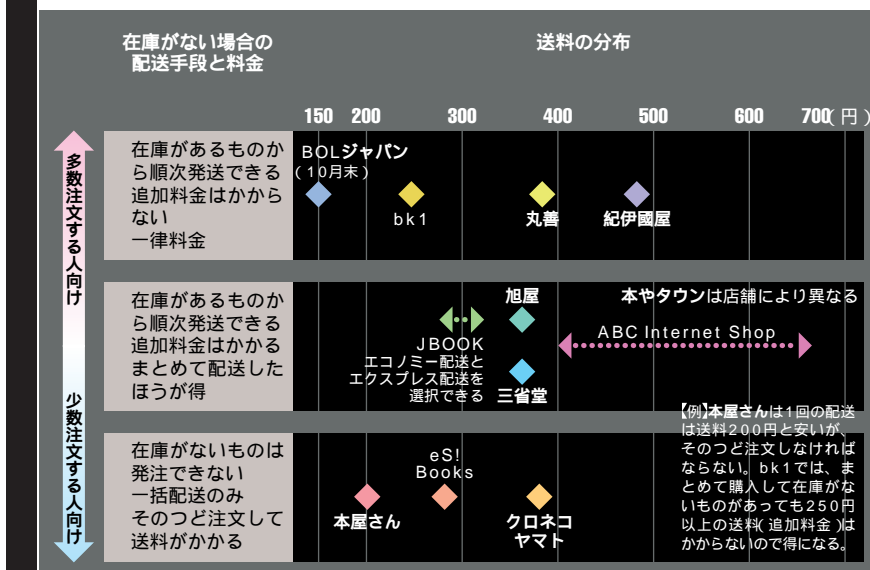 在庫がない場合の
配送手段と料金
送料の分布
150 200 300 400 500 600 700(円)
多数注文する人向け
少数注文する人向け
在庫があるものか
ら順次発送できる
追加料金はかから
ない
一律料金
BOLジャパン
(10月末)
bk1
丸善
紀伊國屋
在庫があるものか
ら順次発送できる
追加料金はかかる
まとめて配送した
ほうが得
JBOOK
エコノミー配送と
エクスプレス配送を
選択できる
旭屋
三省堂
本やタウンは店舗により異なる
ABC Internet Shop
在庫がないものは
発注できない
一括配送のみ
そのつど注文して
送料がかかる
本屋さん
eS!
Books
クロネコ
ヤマト
【例】本屋さんは1回の配送
は送料200円と安いが、
そのつど注文しなければ
ならない。bk1では、ま
とめて購入して在庫がな
いものがあっても250円
以上の送料(追加料金)は
かからないので得になる。